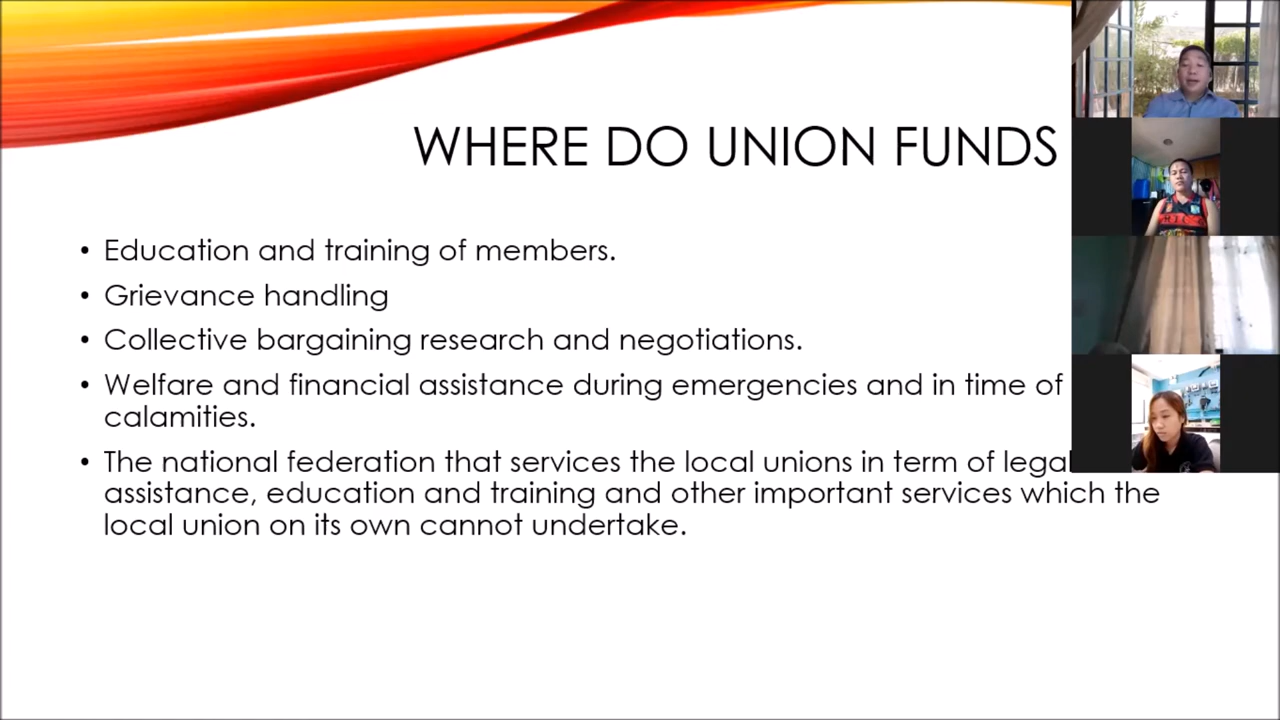 WHERE DO UNION FUNDS
• Education and training of members.
• Grievance handling
• Collective bargaining research and negotiations.
• Welfare and financial assistance during emergencies and in time of
calamities.
• The national federation that services the local unions in term of legal
assistance, education and training and other important services which the
local union on its own cannot undertake.